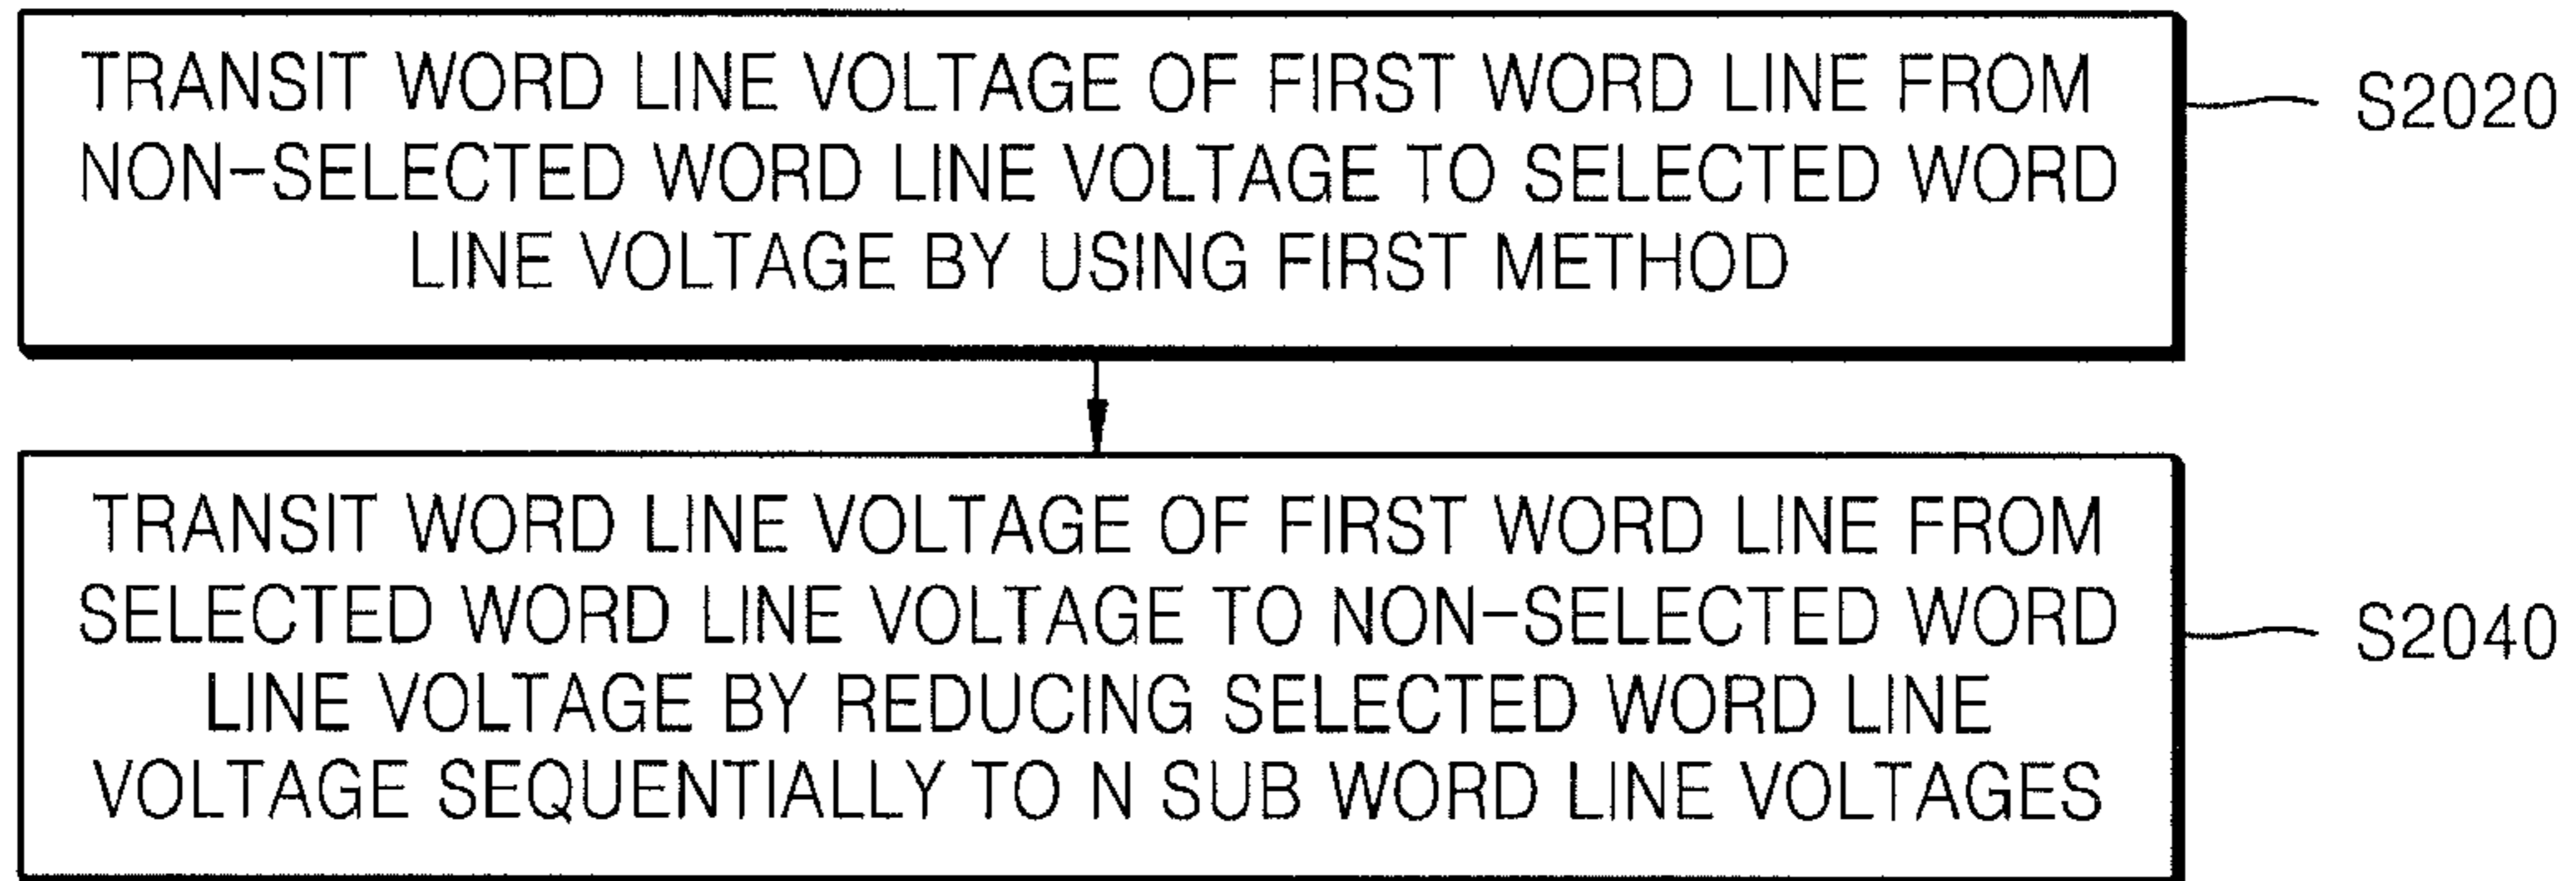 TRANSIT WORD LINE VOLTAGE OF FIRST WORD LINE FROM
NON-SELECTED WORD LINE VOLTAGE TO SELECTED WORD
LINE VOLTAGE BY USING FIRST METHOD
S2020
TRANSIT WORD LINE VOLTAGE OF FIRST WORD LINE FROM
SELECTED WORD LINE VOLTAGE TO NON-SELECTED WORD
LINE VOLTAGE BY REDUCING SELECTED WORD LINE
VOLTAGE SEQUENTIALLY TO N SUB WORD LINE VOLTAGES
S2040